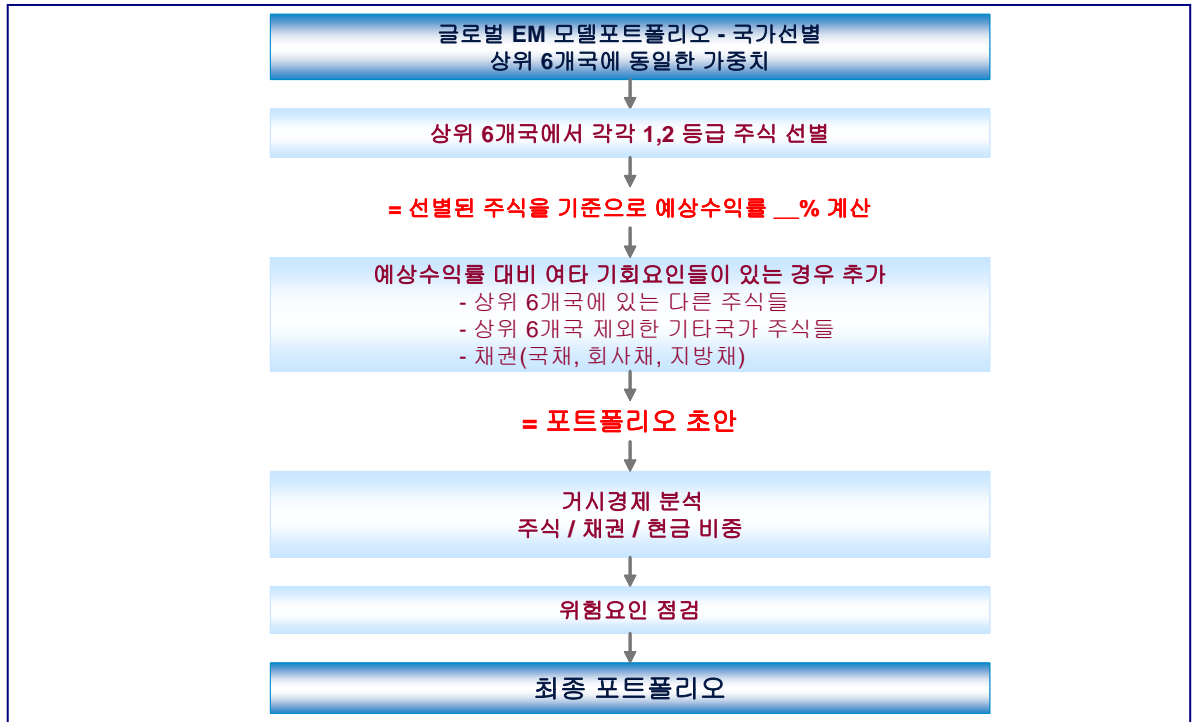 글로벌 EM 모델포트폴리오 - 국가선별
상위 6개국에 동일한 가중치
상위 6개국에서 각각 1,2 등급 주식 선별
= 선별된 주식을 기준으로 예상수익률 __% 계산
예상수익률 대비 여타 기회요인들이 있는 경우 추가
- 상위 6개국에 있는 다른 주식들
- 상위 6개국 제외한 기타국가 주식들
- 채권(국채, 회사채, 지방채)
= 포트폴리오 초안
거시경제 분석
주식 / 채권 / 현금 비중
위험요인 점검
최종 포트폴리오